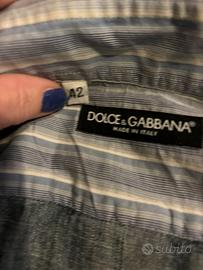 42
DOLCE & GABBANA®
MADE IN ITALY
subito